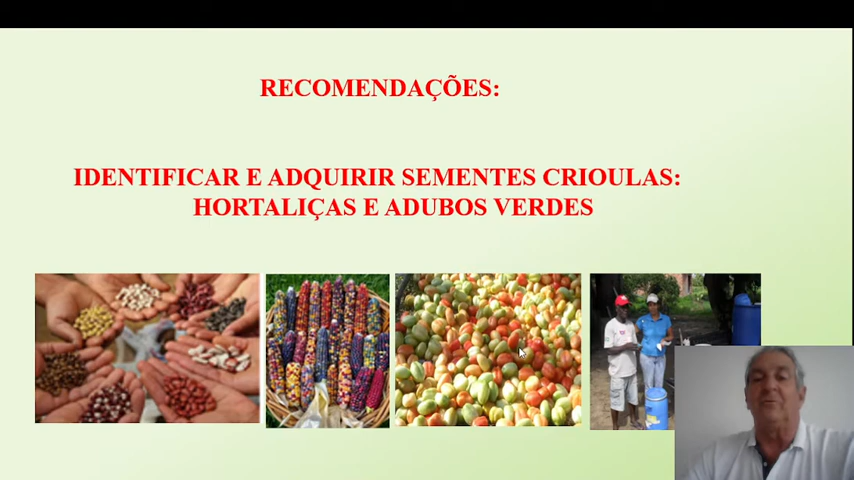 RECOMENDAÇÕES:
IDENTIFICAR E ADQUIRIR SEMENTES CRIOULAS:
HORTALIÇAS E ADUBOS VERDES